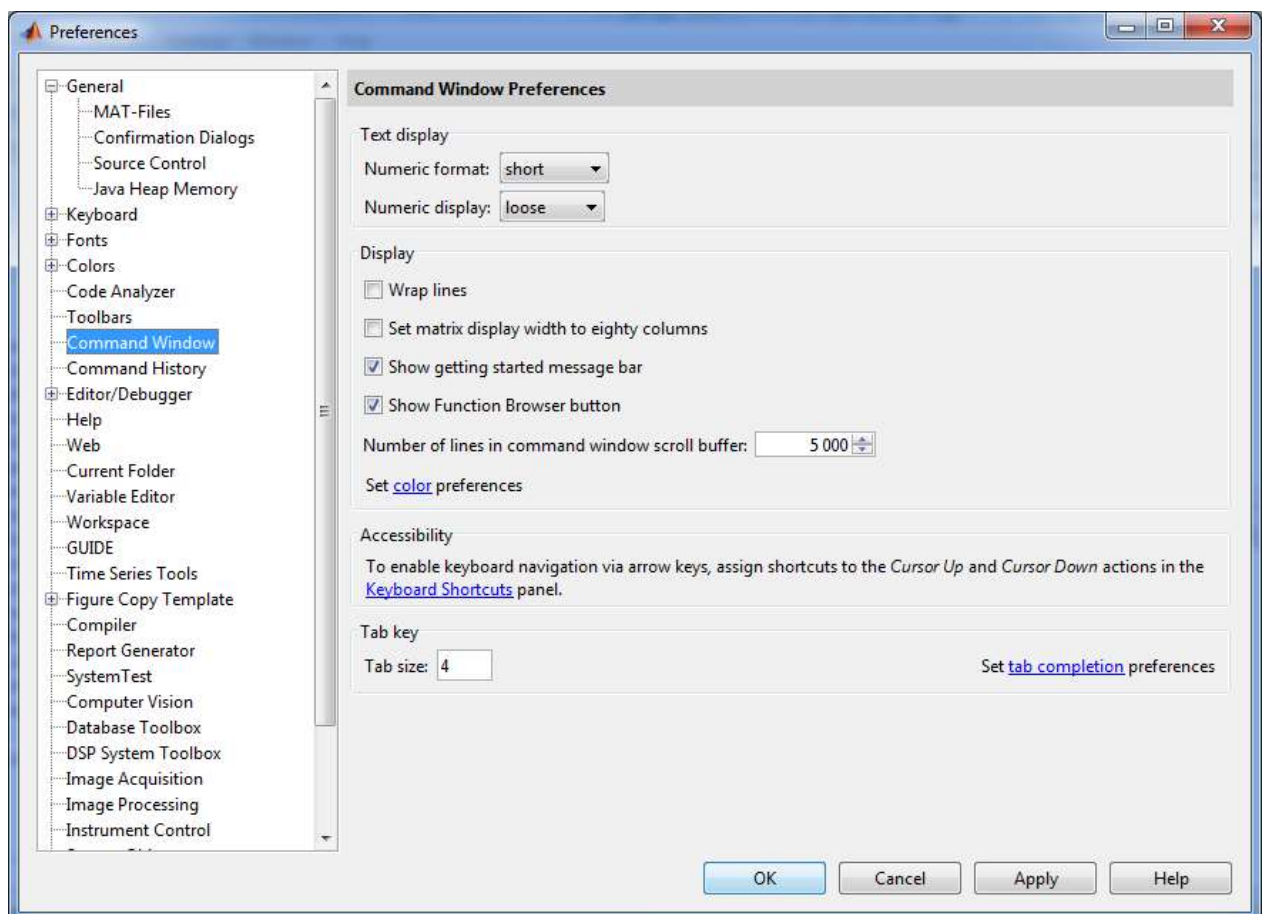 Preferences
General
MAT-Files
Confirmation Dialogs
Source Control
Java Heap Memory
Keyboard
Fonts
Colors
Code Analyzer
Toolbars
Command Window
Command History
Editor/Debugger
Help
Web
Current Folder
Variable Editor
Workspace
GUIDE
Time Series Tools
Figure Copy Template
Compiler
Report Generator
SystemTest
Computer Vision
Database Toolbox
DSP System Toolbox
Image Acquisition
Image Processing
Instrument Control
Command Window Preferences
Text display
Numeric format: short
Numeric display: loose
Display
Wrap lines
Set matrix display width to eighty columns
Show getting started message bar
Show Function Browser button
Number of lines in command window scroll buffer: 5 000
Set color preferences
Accessibility
To enable keyboard navigation via arrow keys, assign shortcuts to the Cursor Up and Cursor Down actions in the
Keyboard Shortcuts panel.
Tab key
Tab size: 4 Set tab completion preferences
OK Cancel Apply Help